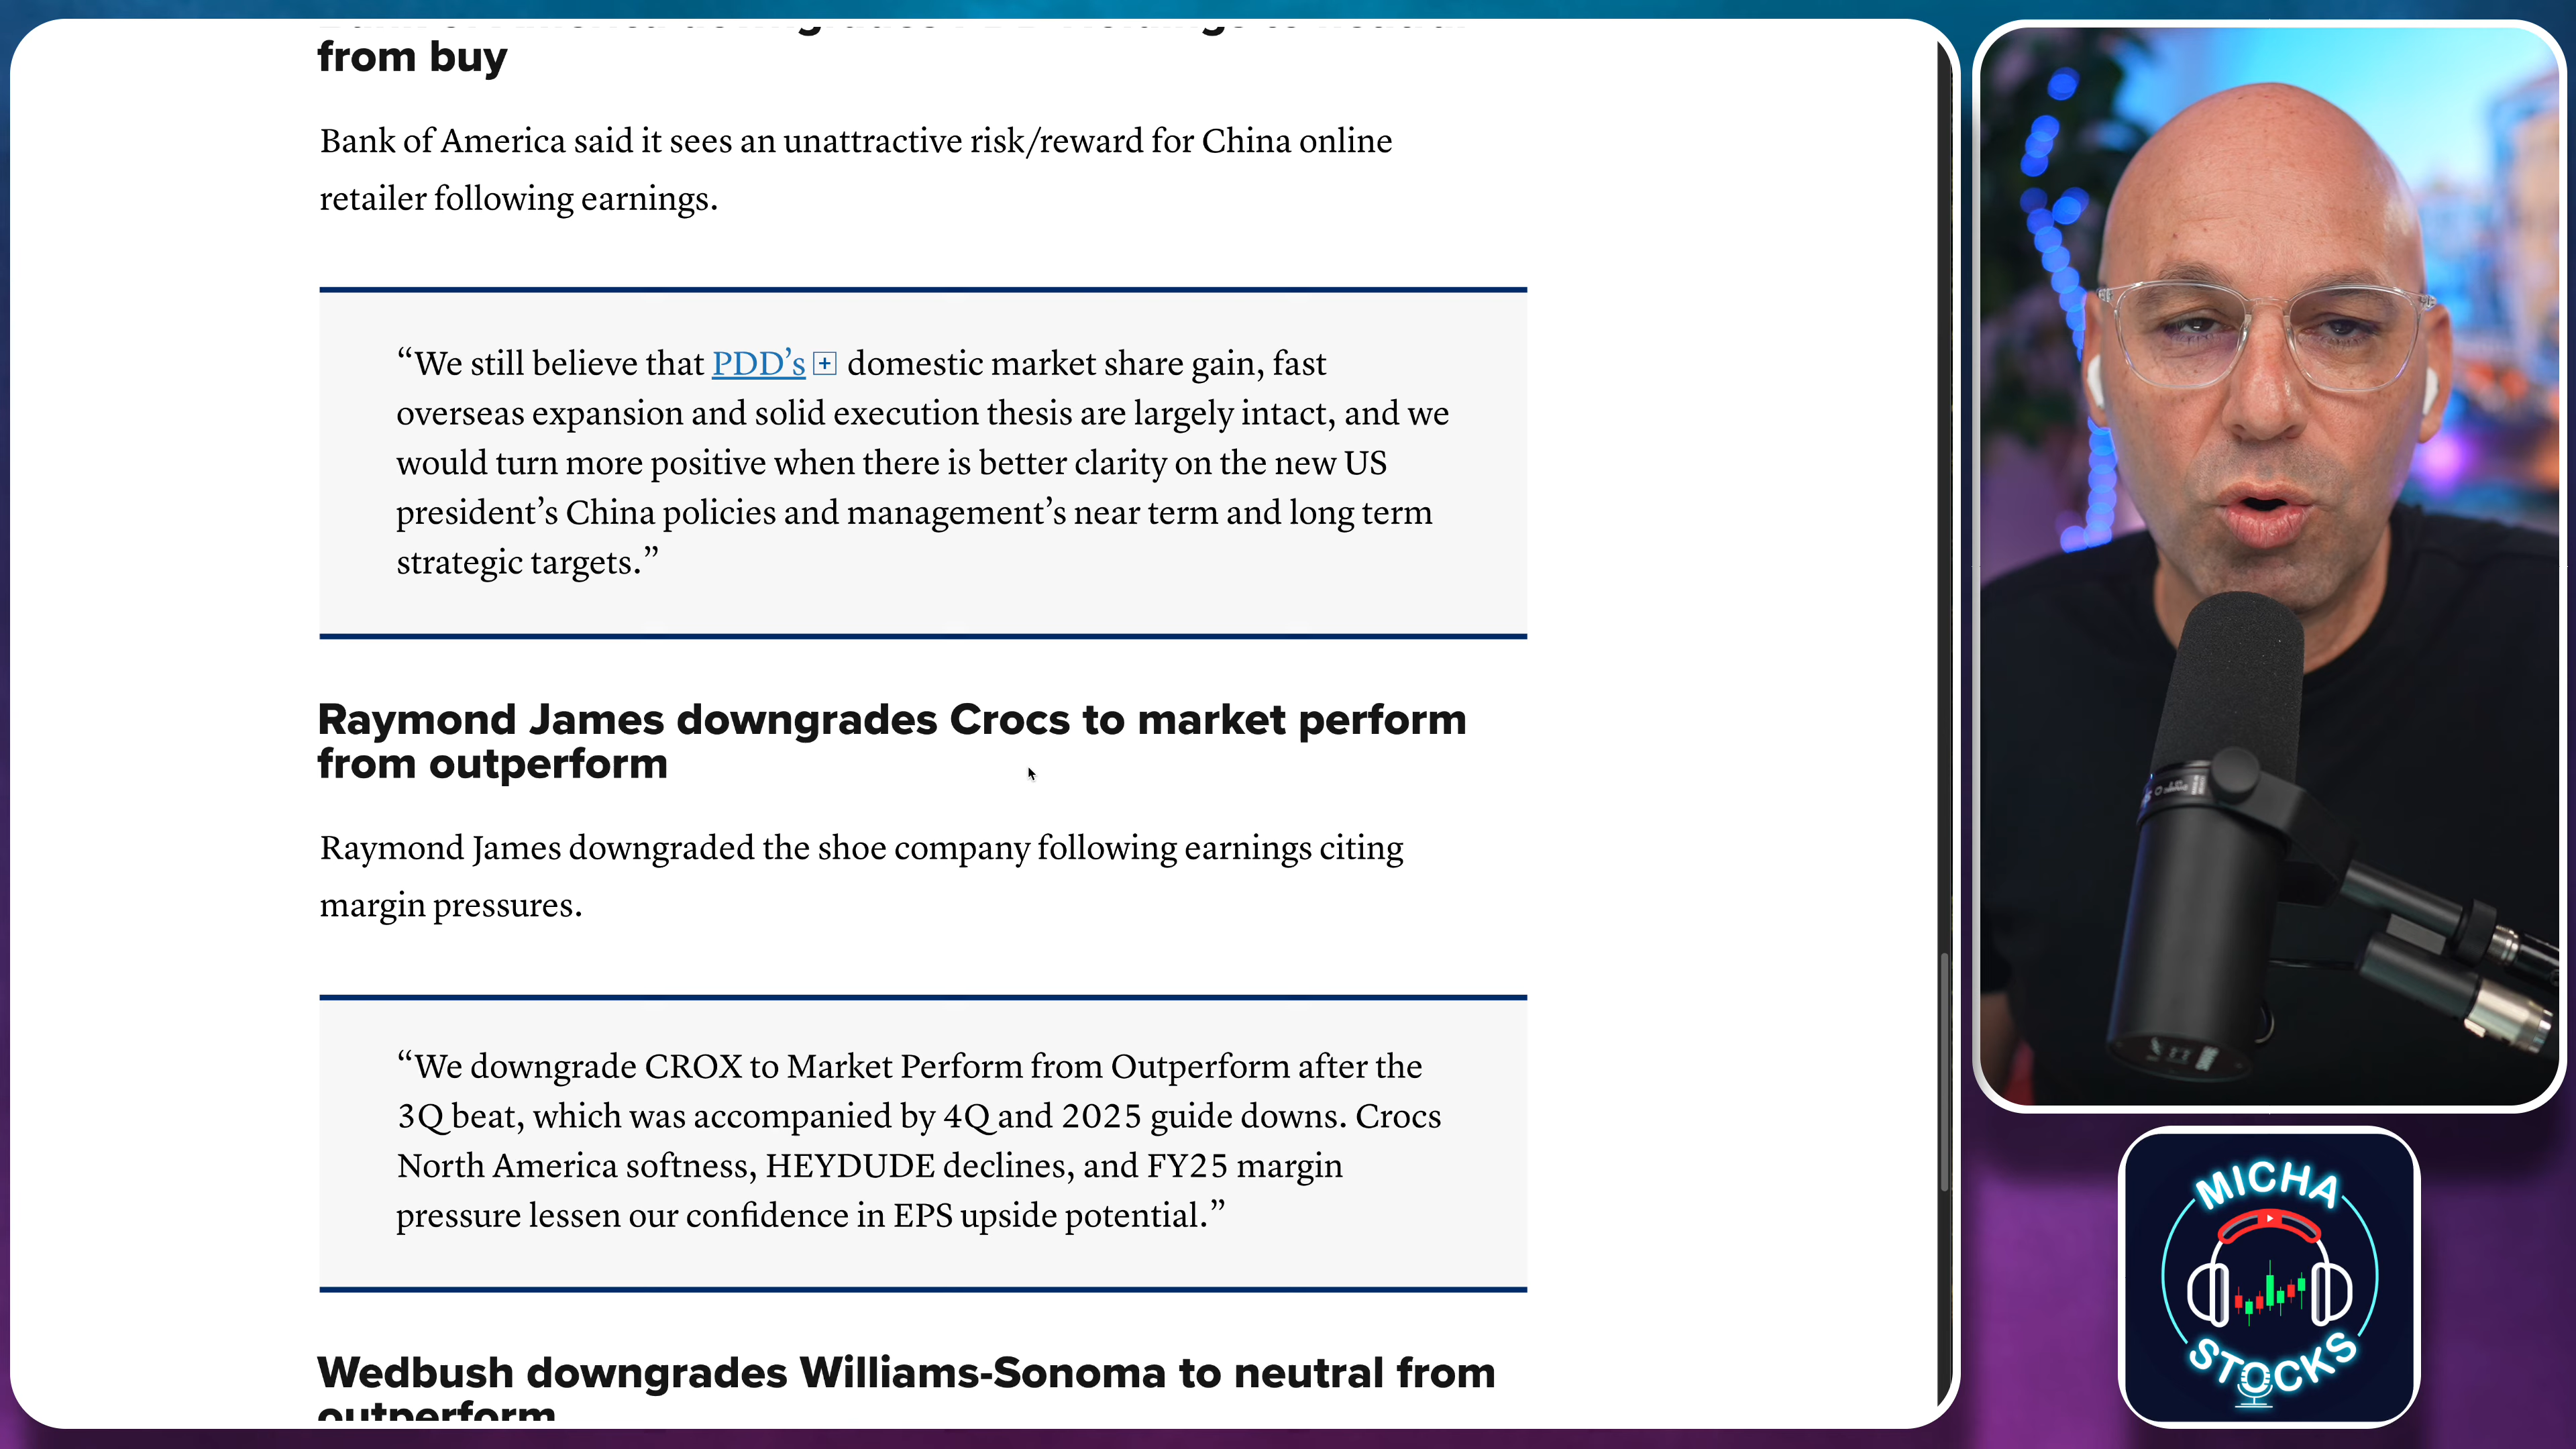 from buy
Bank of America said it sees an unattractive risk/reward for China online
retailer following earnings.
“We still believe that PDD’s domestic market share gain, fast
overseas expansion and solid execution thesis are largely intact, and we
would turn more positive when there is better clarity on the new US
president’s China policies and management’s near term and long term
strategic targets.”
Raymond James downgrades Crocs to market perform
from outperform
Raymond James downgraded the shoe company following earnings citing
margin pressures.
“We downgrade CROX to Market Perform from Outperform after the
3Q beat, which was accompanied by 4Q and 2025 guide downs. Crocs
North America softness, HEYDUDE declines, and FY25 margin
pressure lessen our confidence in EPS upside potential.”
Wedbush downgrades Williams-Sonoma to neutral from
outperform
MICHA
STOCKS